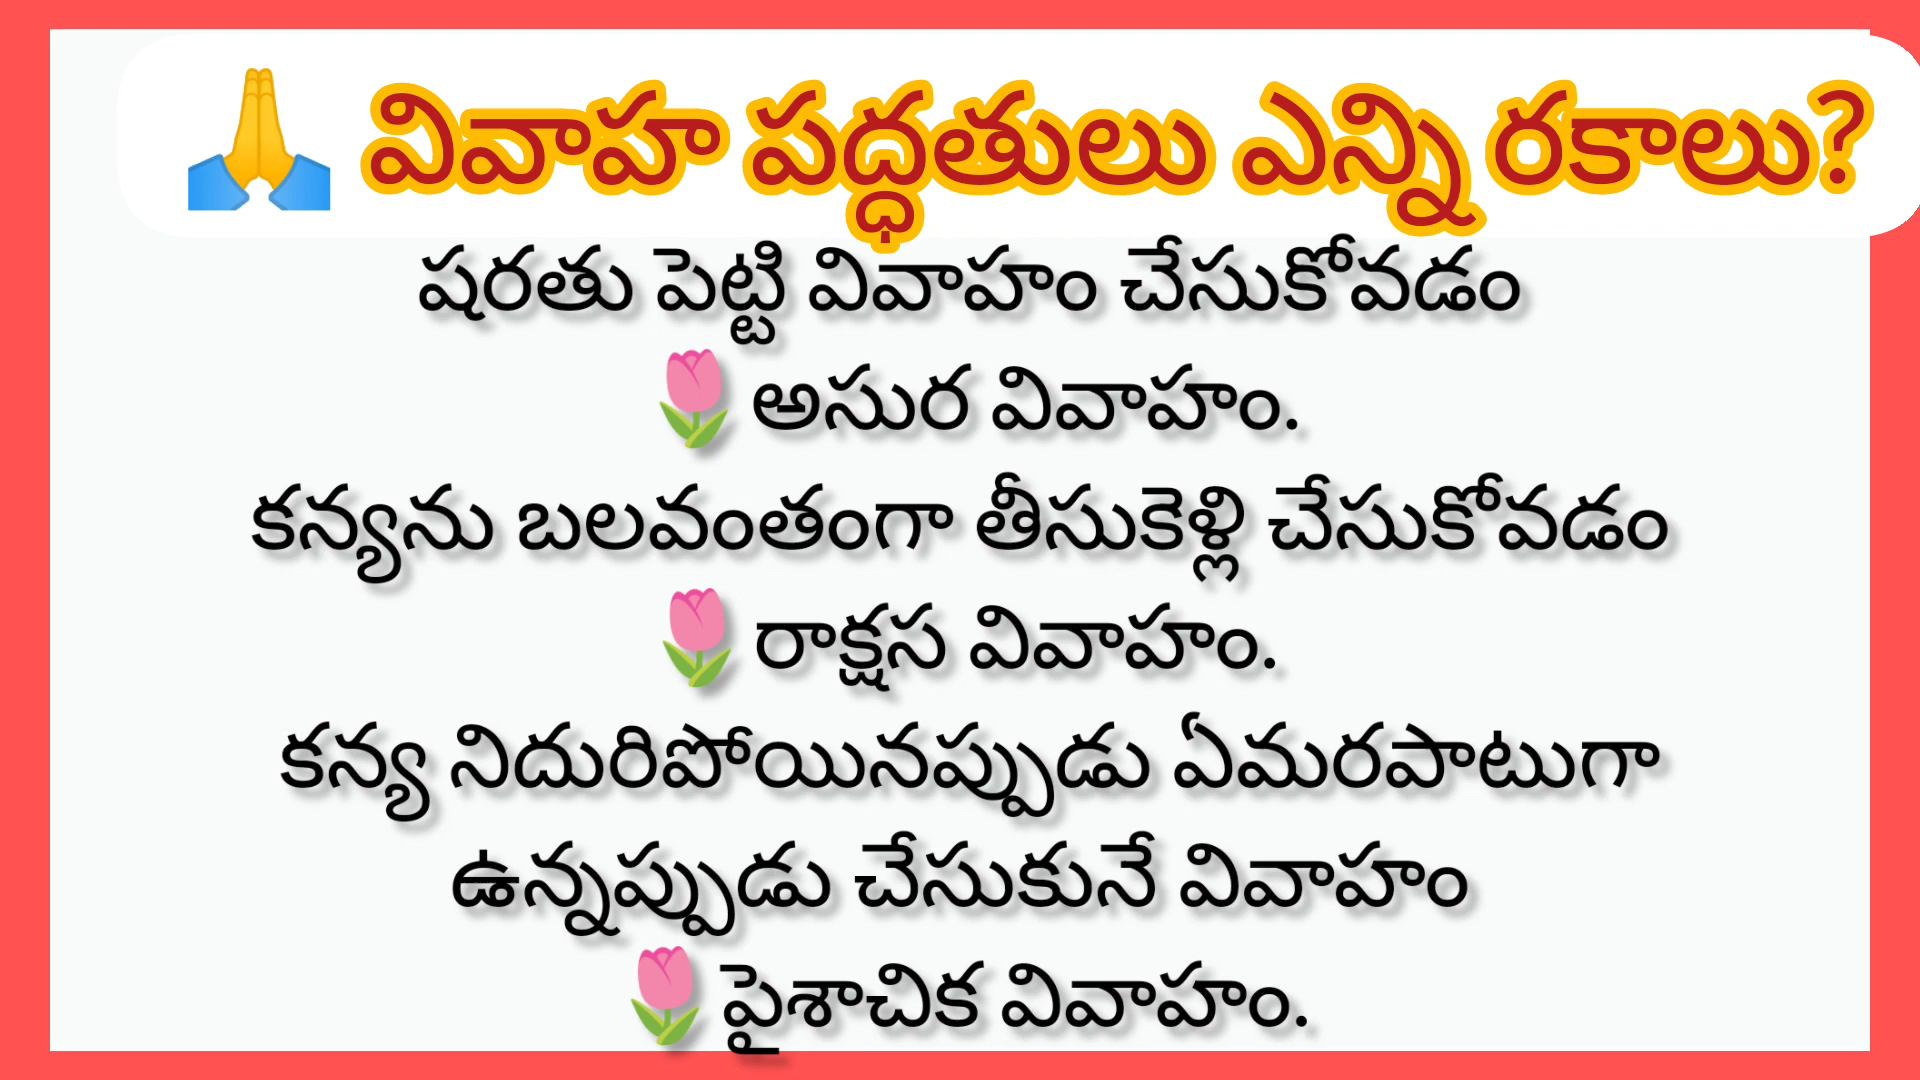 🙏 వివాహ పద్ధతులు ఎన్ని రకాలు?
షరతు పెట్టి వివాహం చేసుకోవడం
🌷అసుర వివాహం.
కన్యను బలవంతంగా తీసుకెళ్లి చేసుకోవడం
🌷రాక్షస వివాహం.
కన్య నిదురిపోయినప్పుడు ఏమరపాటుగా
ఉన్నప్పుడు చేసుకునే వివాహం
🌷పైశాచిక వివాహం.